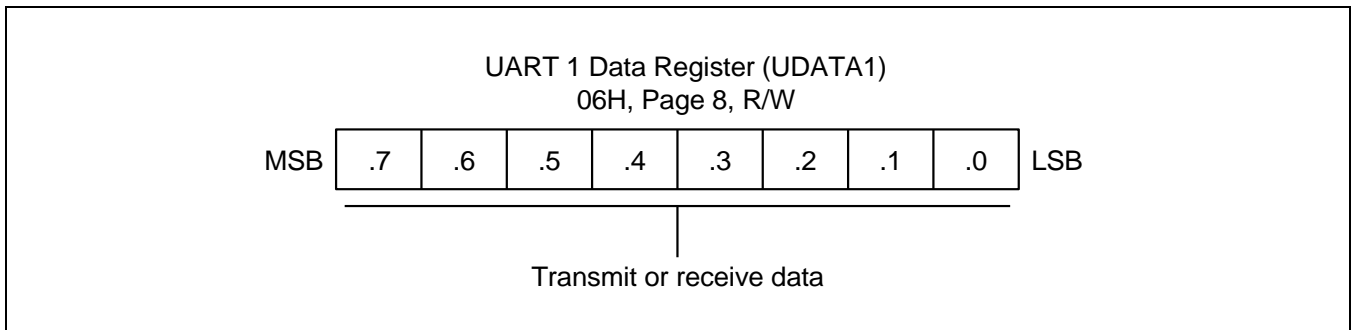 UART 1 Data Register (UDATA1)
06H, Page 8, R/W
MSB .7 .6 .5 .4 .3 .2 .1 .0 LSB
Transmit or receive data